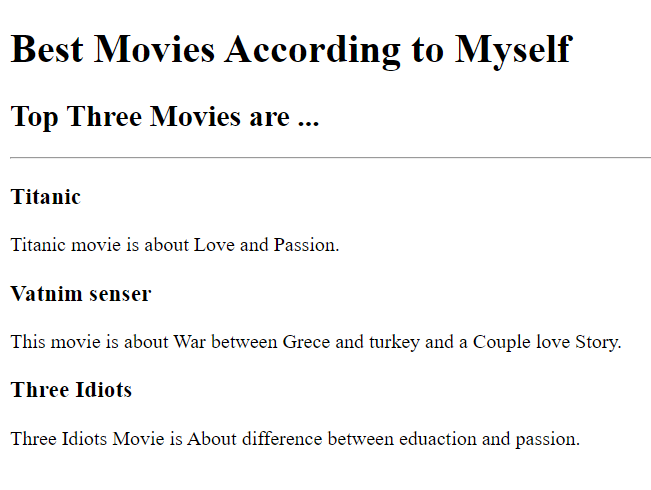 Best Movies According to Myself
Top Three Movies are ...
Titanic
Titanic movie is about Love and Passion.
Vatnim senser
This movie is about War between Grece and turkey and a Couple love Story.
Three Idiots
Three Idiots Movie is About difference between eduaction and passion.